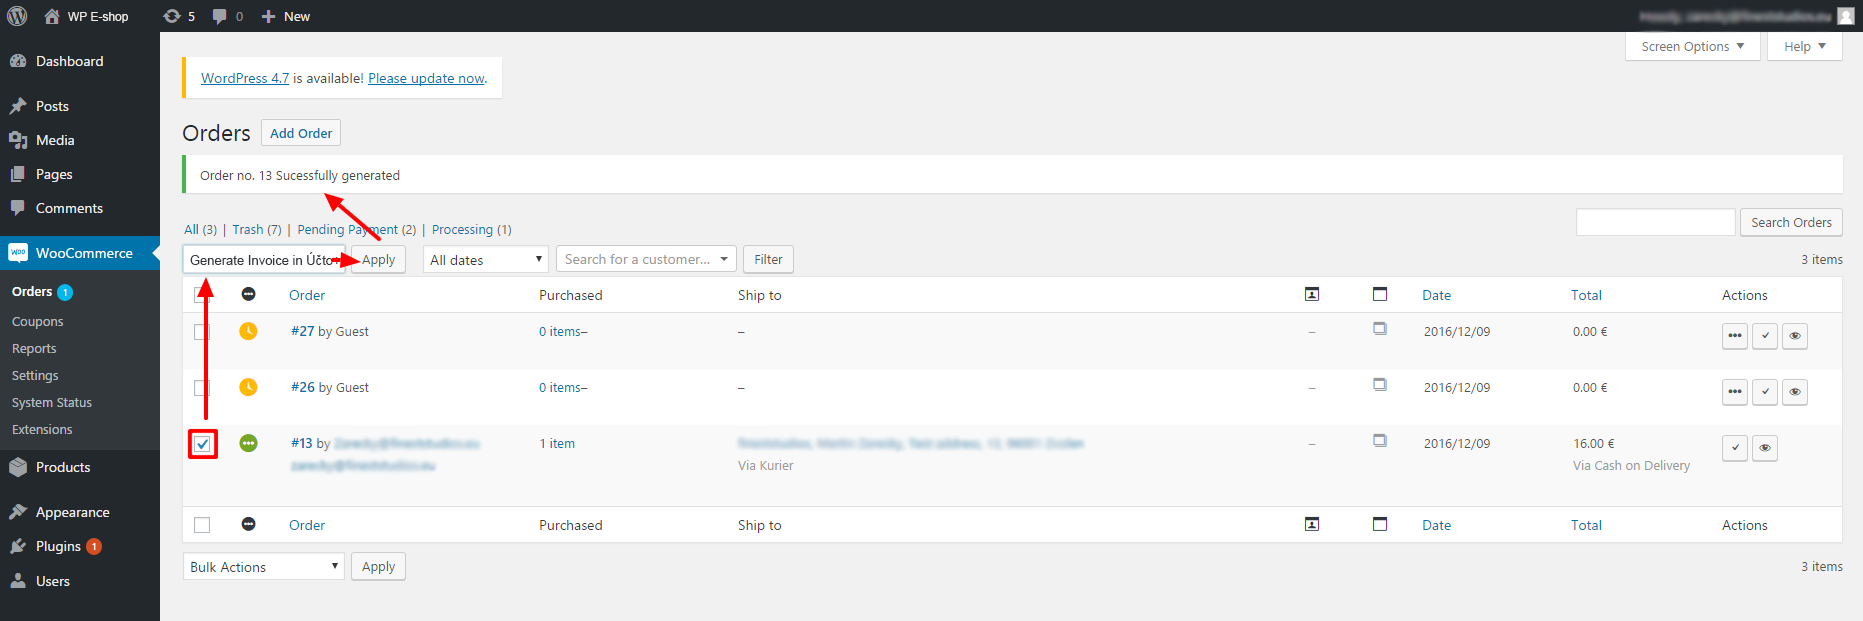 WP E-shop 5 0 New
Screen Options ▼ Help ▼
Dashboard
Posts
Media
Pages
Comments
WooCommerce
Orders 1
Coupons
Reports
Settings
System Status
Extensions
Products
Appearance
Plugins 1
Users
WordPress 4.7 is available! Please update now.
Orders Add Order
Order no. 13 Sucessfully generated
All (3) | Trash (7) | Pending Payment (2) | Processing (1)
Search Orders
Generate Invoice in Účto Apply All dates ▼ Search for a customer... Filter 3 items
Order Purchased Ship to Date Total Actions
#27 by Guest 0 items– – – 2016/12/09 0.00 €
#26 by Guest 0 items– – – 2016/12/09 0.00 €
#13 by 1 item – 2016/12/09 16.00 €
Via Kurier Via Cash on Delivery
Order Purchased Ship to Date Total Actions
Bulk Actions ▼ Apply 3 items